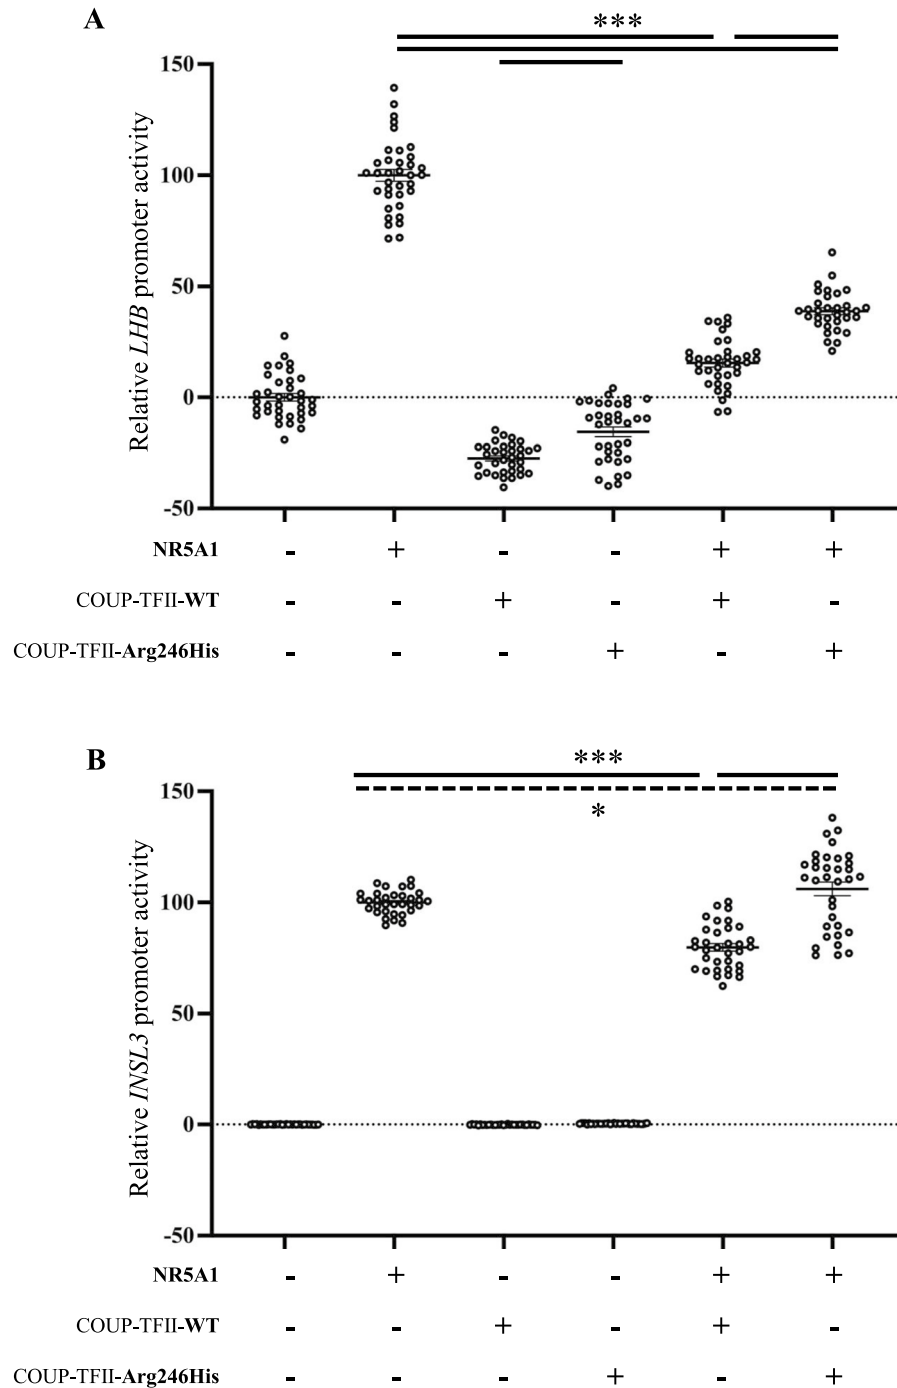 A
***
Relative LHB promoter activity
150
100
50
0
-50
NR5A1 - + - - + +
COUP-TFII-WT - - + - + -
COUP-TFII-Arg246His - - - + - +
B
***
*
Relative INSL3 promoter activity
150
100
50
0
-50
NR5A1 - + - - + +
COUP-TFII-WT - - + - + -
COUP-TFII-Arg246His - - - + - +